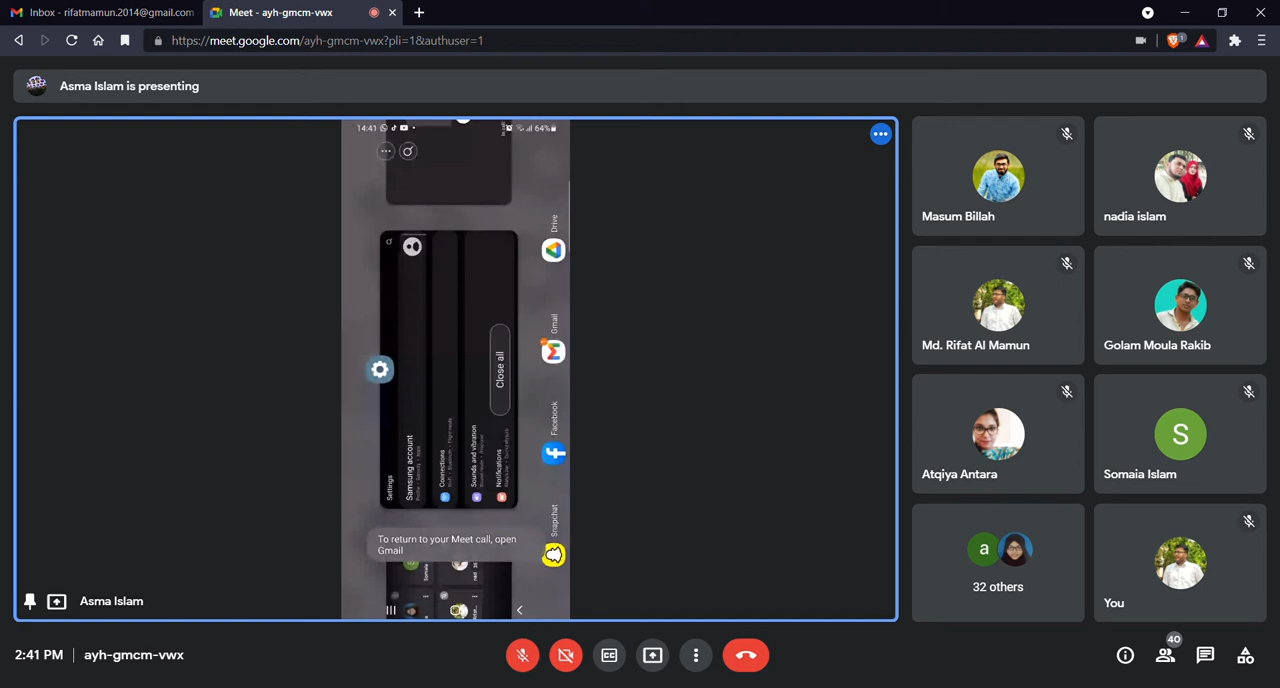 Inbox - rifatmamun.2014@gmail.com
Meet - ayh-gmcm-vwx
https://meet.google.com/ayh-gmcm-vwx?pli=1&authuser=1
1
Asma Islam is presenting
14:41
64%
Drive
Gmail
Facebook
Snapchat
Close all
Settings
Samsung account
Connections
Sounds and vibration
Notifications
To return to your Meet call, open
Gmail
Somaia
Asma Islam
Masum Billah
nadia islam
Md. Rifat Al Mamun
Golam Moula Rakib
Atqiya Antara
S
Somaia Islam
a
32 others
You
2:41 PM | ayh-gmcm-vwx
CC
40